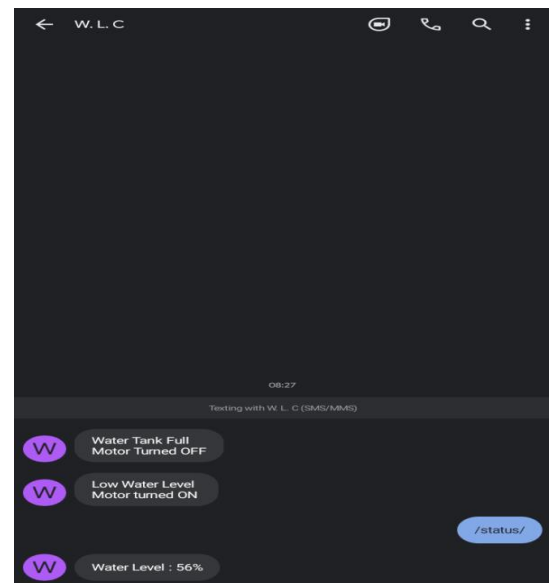 W. L. C
08:27
Texting with W. L. C (SMS/MMS)
W
Water Tank Full
Motor Turned OFF
W
Low Water Level
Motor turned ON
/status/
W
Water Level : 56%